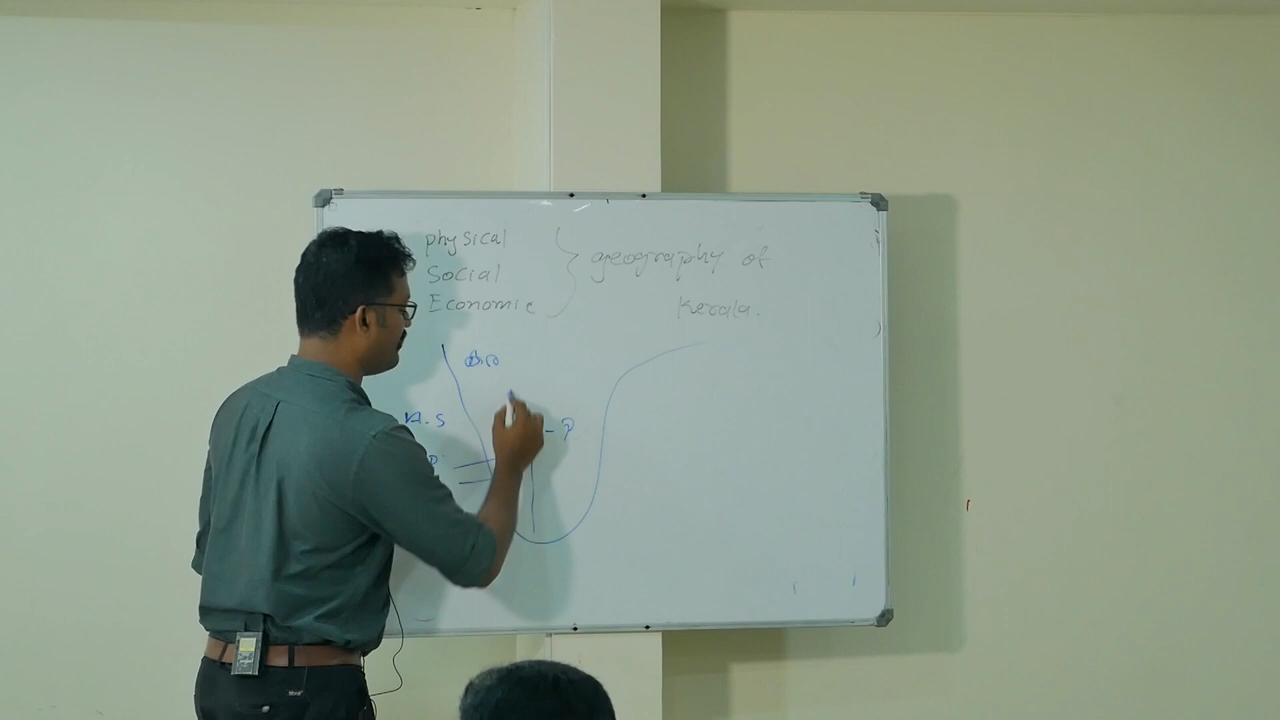 physical
Social
Economic
geography of
Kerala.
A.S
- P